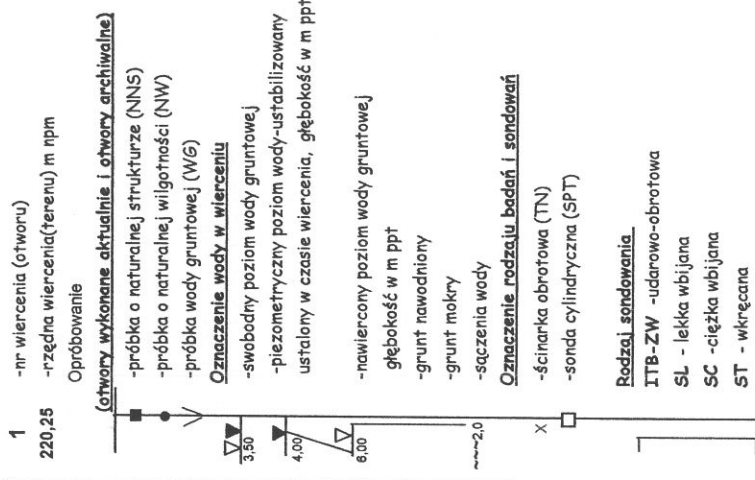 1 -nr wiercenia (otworu)
220,25 -rzędna wiercenia(terenu) m npm
Opróbowanie
(otwory wykonane aktualnie i otwory archiwalne)
-próbka o naturalnej strukturze (NNS)
-próbka o naturalnej wilgotności (NW)
-próbka wody gruntowej (WG)
Oznaczenie wody w wierceniu
3,50 -swobodny poziom wody gruntowej
4,00 -piezometryczny poziom wody-ustabilizowany
ustalony w czasie wiercenia, głębokość w m ppt
6,00 -nawiercony poziom wody gruntowej
głębokość w m ppt
-grunt nawodniony
-grunt mokry
~~~2,0 -sączenia wody
Oznaczenie rodzaju badań i sondowań
X -ścinarka obrotowa (TN)
-sonda cylindryczna (SPT)
Rodzaj sondowania
ITB-ZW -udarowo-obrotowa
SL - lekka wbijana
SC -ciężka wbijana
ST - wkręcana